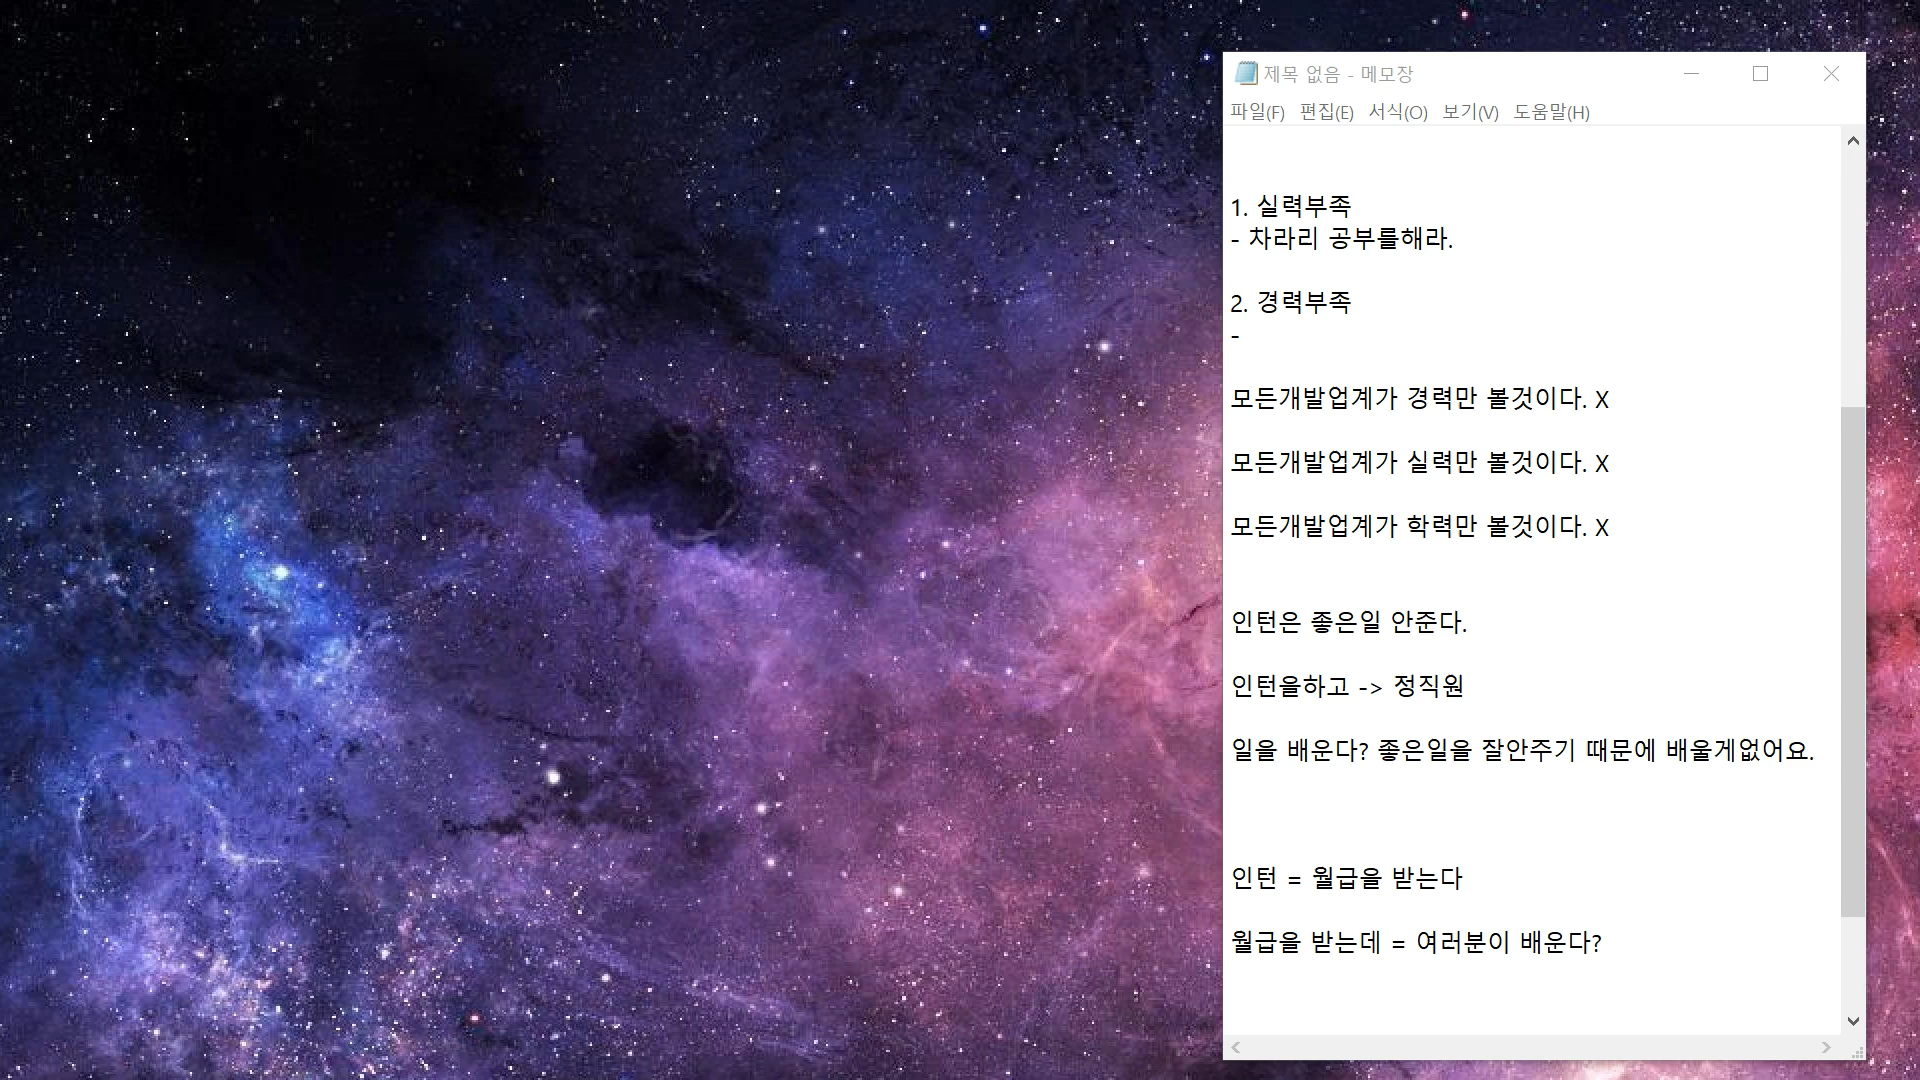 제목 없음 - 메모장
파일(F) 편집(E) 서식(O) 보기(V) 도움말(H)
1. 실력부족
- 차라리 공부를해라.
2. 경력부족
-
모든개발업계가 경력만 볼것이다. X
모든개발업계가 실력만 볼것이다. X
모든개발업계가 학력만 볼것이다. X
인턴은 좋은일 안준다.
인턴을하고 -> 정직원
일을 배운다? 좋은일을 잘안주기 때문에 배울게없어요.
인턴 = 월급을 받는다
월급을 받는데 = 여러분이 배운다?